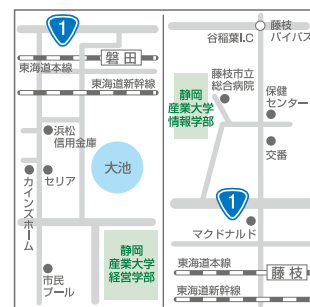 1
磐田
東海道本線
東海道新幹線
浜松
信用金庫
セリア
カインズホーム
大池
静岡
産業大学
経営学部
市民
プール
藤枝
バイパス
谷稲葉I.C
藤枝市立
総合病院
静岡
産業大学
情報学部
保健
センター
交番
1
マクドナルド
東海道本線
藤枝
東海道新幹線